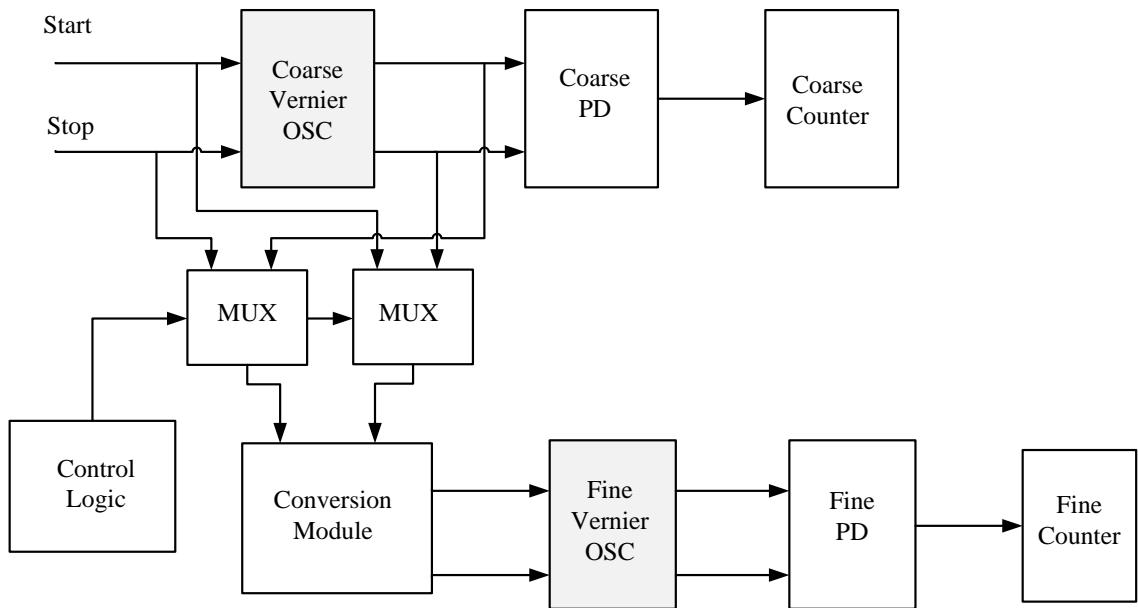 Start
Stop
Coarse
Vernier
OSC
Coarse
PD
Coarse
Counter
MUX
MUX
Control
Logic
Conversion
Module
Fine
Vernier
OSC
Fine
PD
Fine
Counter